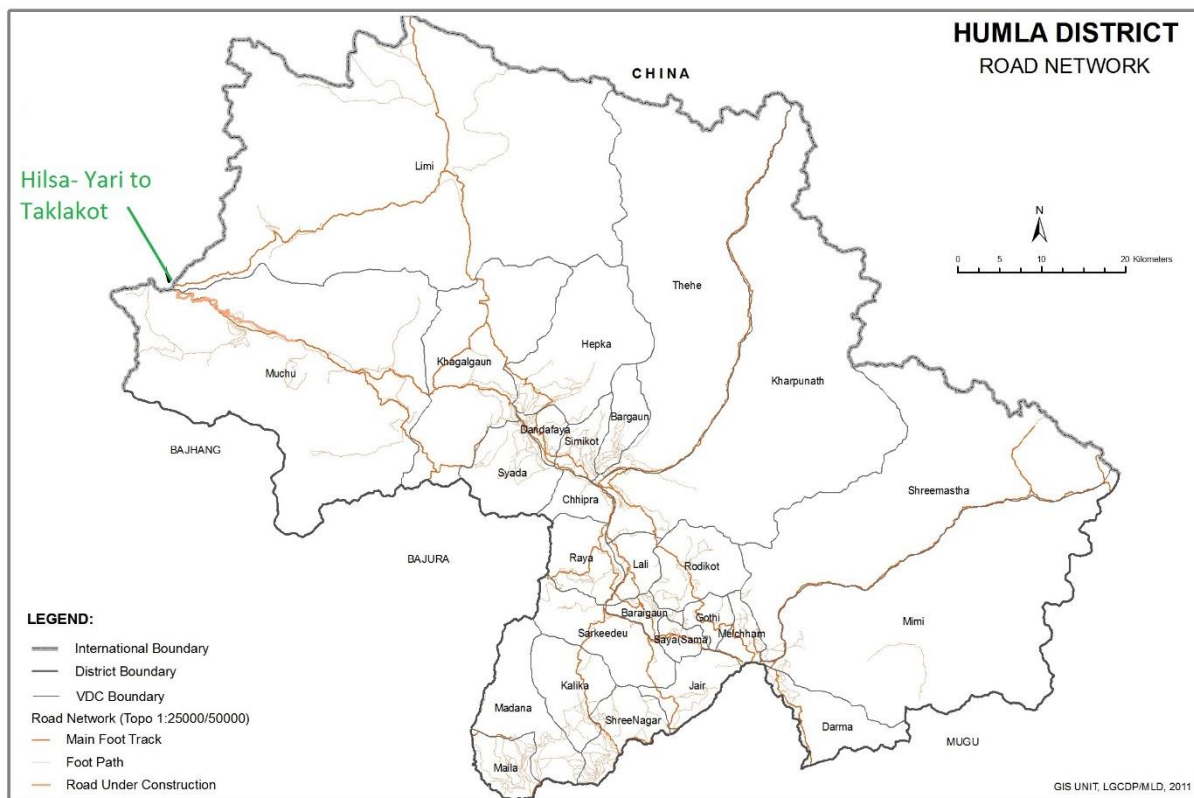 HUMLA DISTRICT
ROAD NETWORK
CHINA
Limi
Hilsa- Yari to
Taklakot
N
0 5 10 20 Kilometers
Thehe
Hepka
Khagalgaun
Muchu
Kharpunath
Bargaun
Dandafaya
Simikot
BAJHANG
Syada
Shreemastha
Chhipra
BAJURA
Raya
Lali
Rodikot
Baraigaun
Gothi
Mimi
Sarkeedeu
Saya(Sama)
Melchham
Kalika
Jair
Madana
ShreeNagar
Darma
MUGU
Maila
LEGEND:
International Boundary
District Boundary
VDC Boundary
Road Network (Topo 1:25000/50000)
Main Foot Track
Foot Path
Road Under Construction
GIS UNIT, LGCDP/MLD, 2011